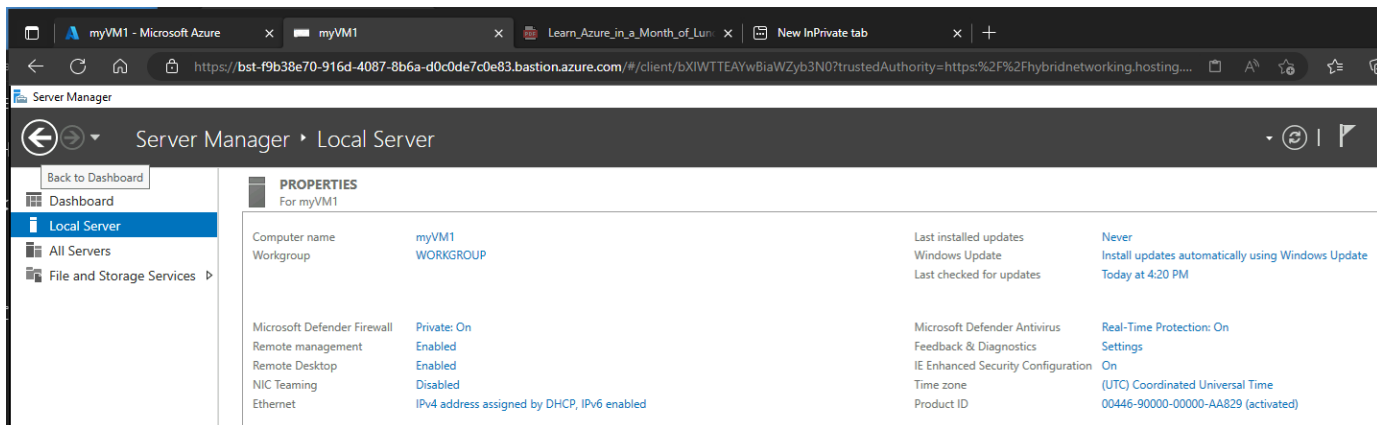 myVM1 - Microsoft Azure
myVM1
Learn_Azure_in_a_Month_of_Lun
New InPrivate tab
https://bst-f9b38e70-916d-4087-8b6a-d0c0de7c0e83.bastion.azure.com/#/client/bXlWTTEAYwBiaWZyb3N0?trustedAuthority=https:%2F%2Fhybridnetworking.hosting....
Server Manager
Server Manager • Local Server
Back to Dashboard
Dashboard
Local Server
All Servers
File and Storage Services
PROPERTIES
For myVM1
Computer name myVM1
Workgroup WORKGROUP
Last installed updates Never
Windows Update Install updates automatically using Windows Update
Last checked for updates Today at 4:20 PM
Microsoft Defender Firewall Private: On
Remote management Enabled
Remote Desktop Enabled
NIC Teaming Disabled
Ethernet IPv4 address assigned by DHCP, IPv6 enabled
Microsoft Defender Antivirus Real-Time Protection: On
Feedback & Diagnostics Settings
IE Enhanced Security Configuration On
Time zone (UTC) Coordinated Universal Time
Product ID 00446-90000-00000-AA829 (activated)